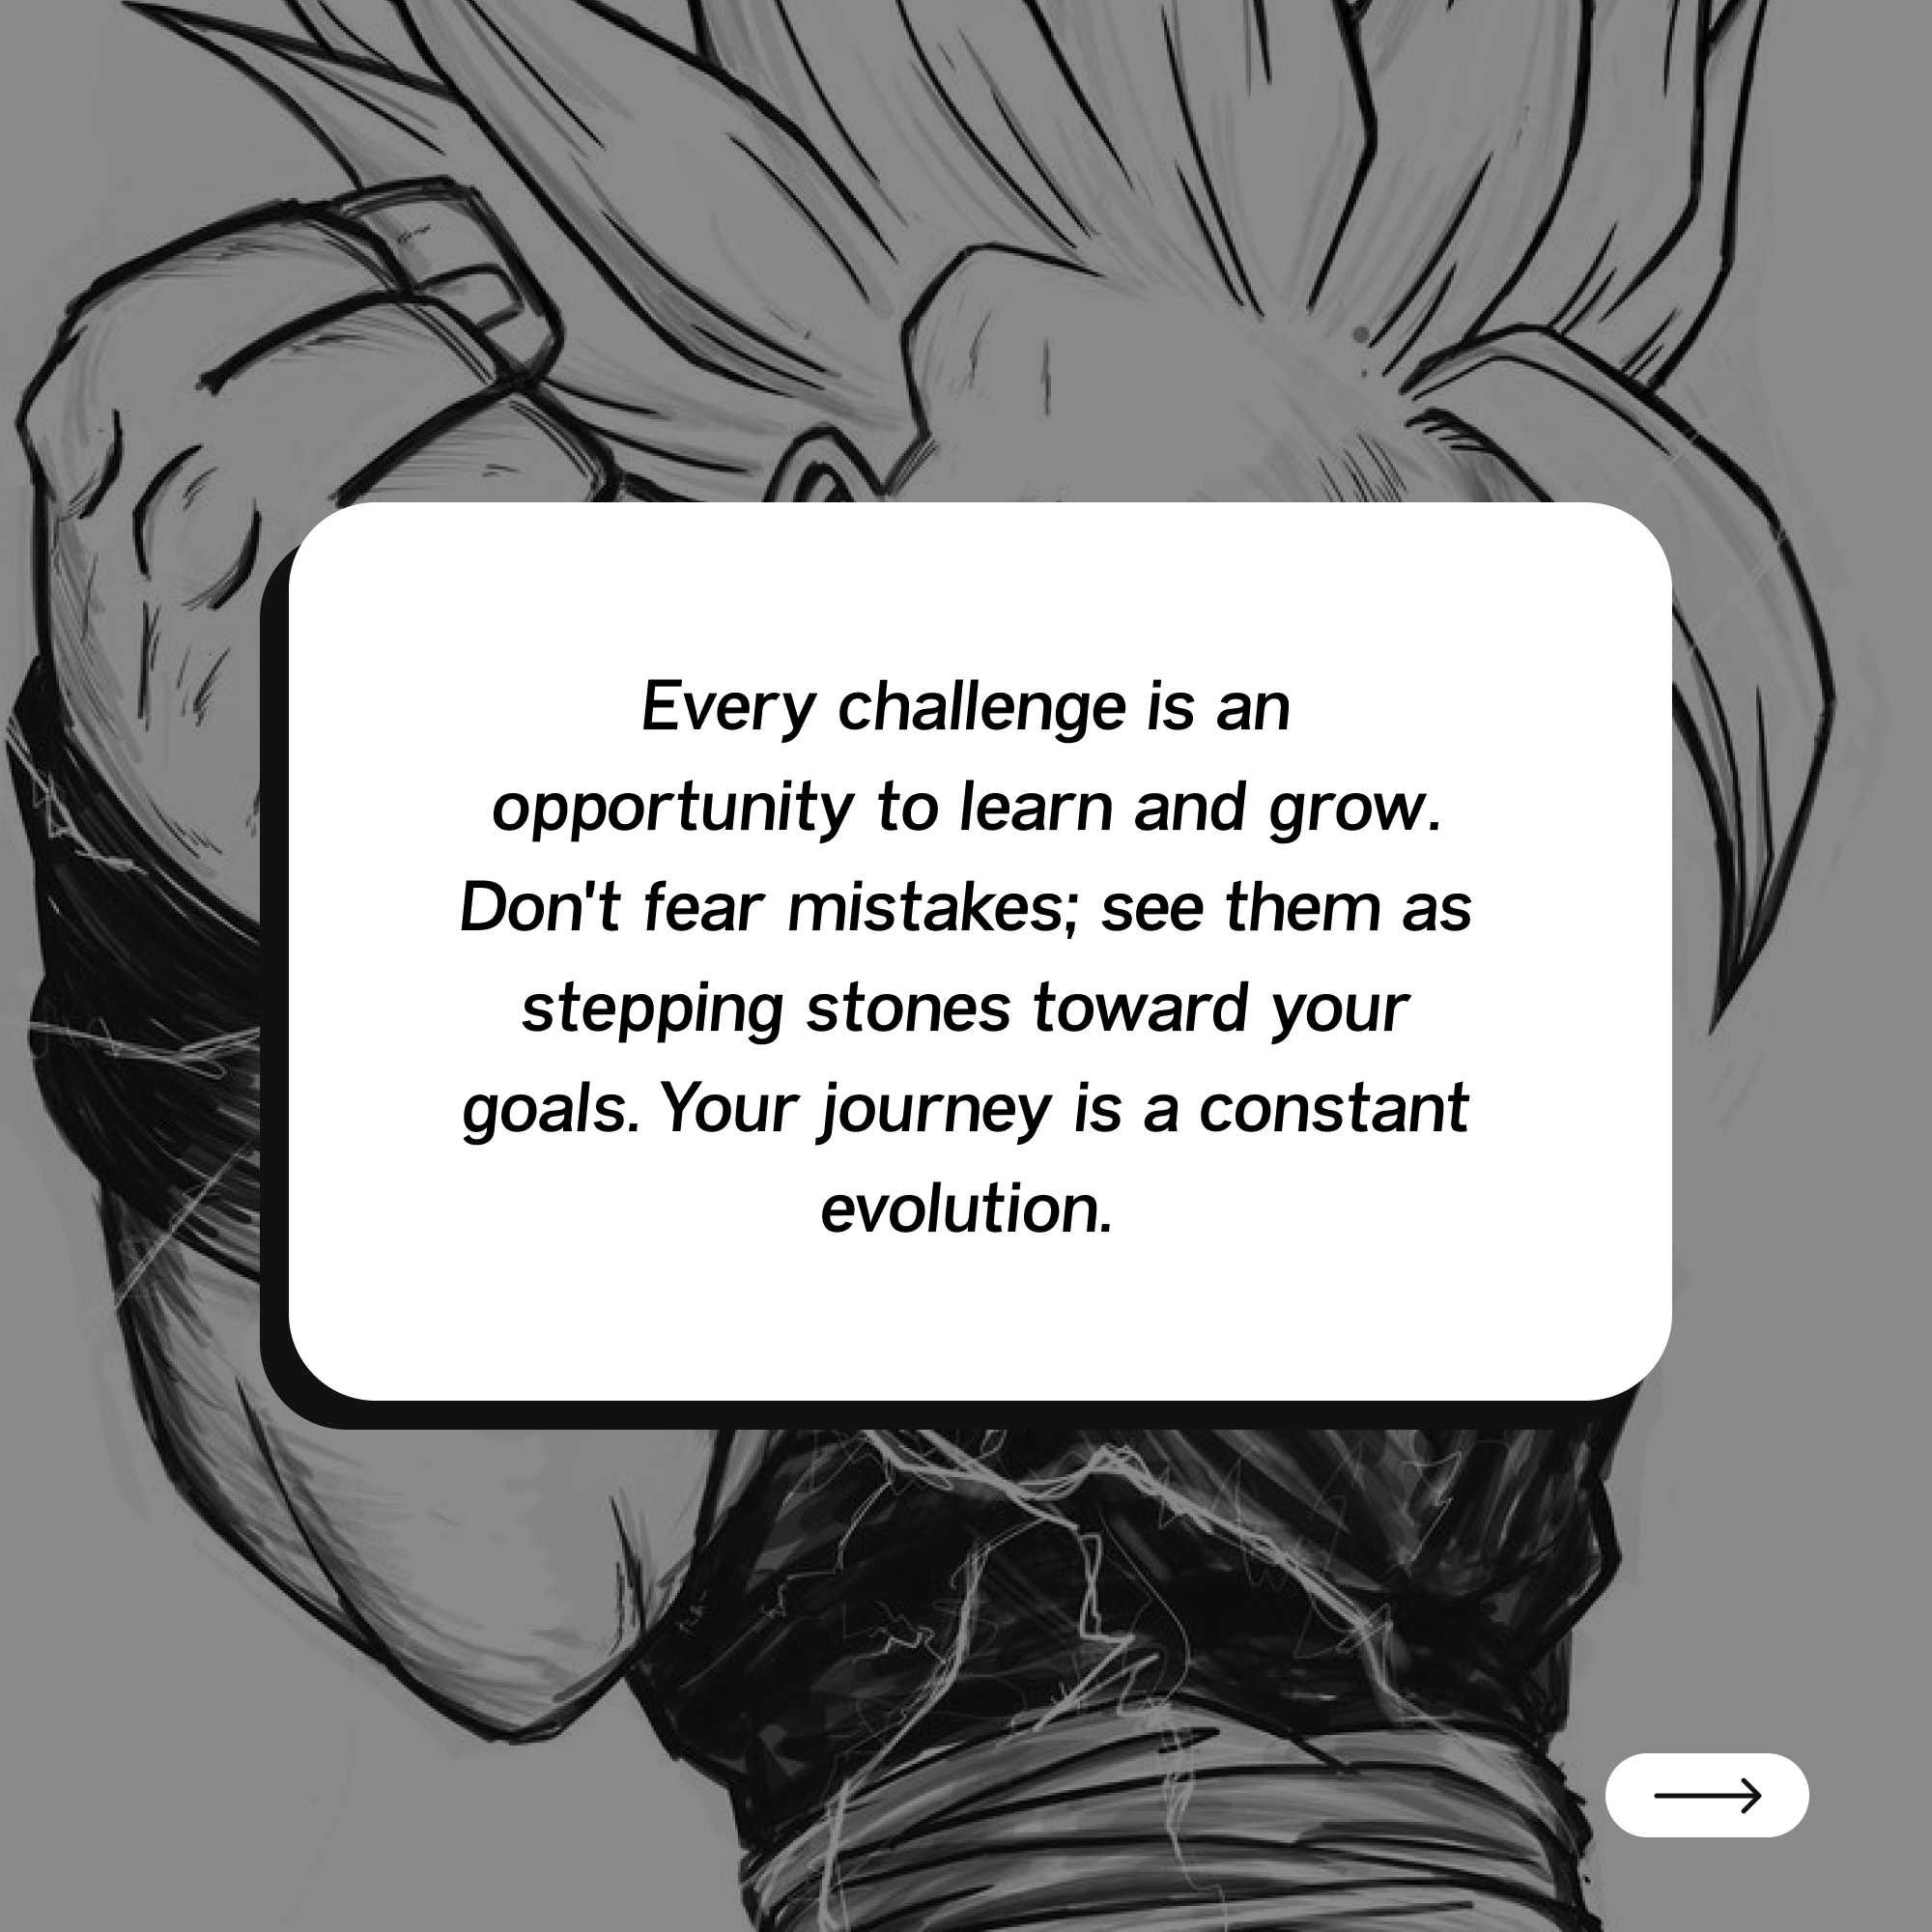 Every challenge is an
opportunity to learn and grow.
Don't fear mistakes; see them as
stepping stones toward your
goals. Your journey is a constant
evolution.